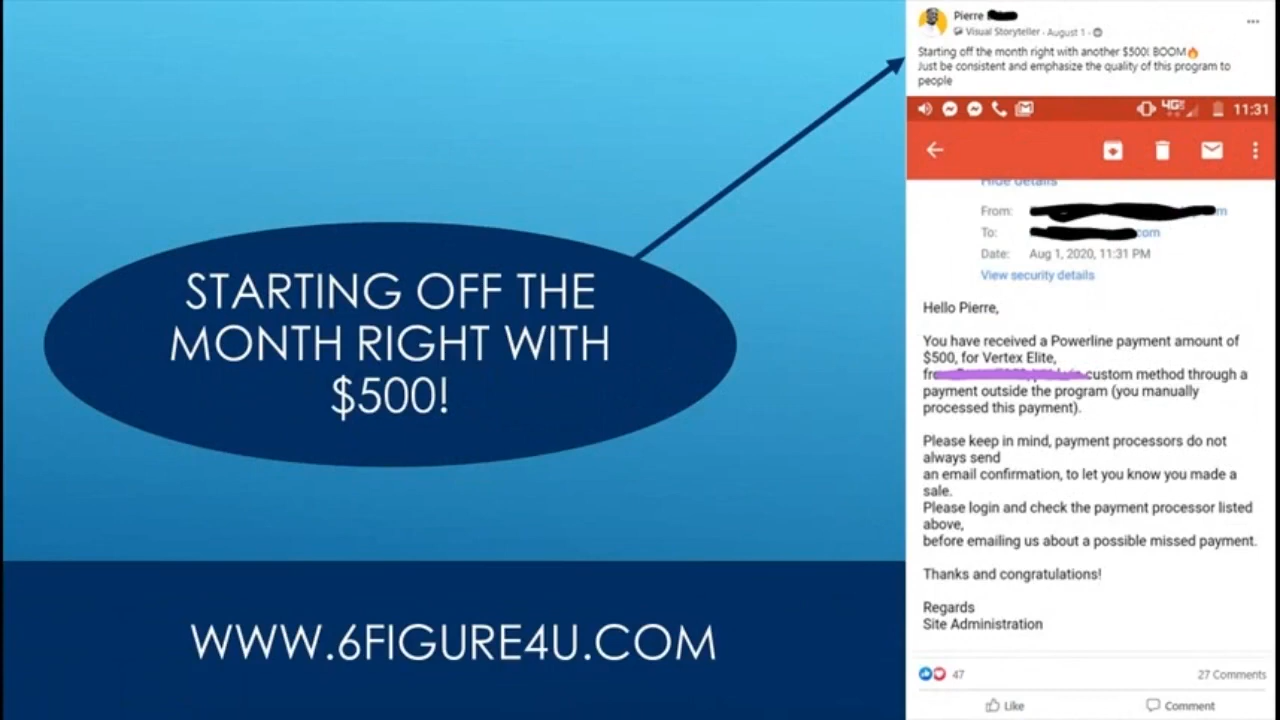 STARTING OFF THE
MONTH RIGHT WITH
$500!
WWW.6FIGURE4U.COM
Pierre
Visual Storyteller · August 1 ·
Starting off the month right with another $500! BOOM🔥
Just be consistent and emphasize the quality of this program to
people
4G
11:31
Hide details
From: m
To: com
Date: Aug 1, 2020, 11:31 PM
View security details
Hello Pierre,
You have received a Powerline payment amount of
$500, for Vertex Elite,
custom method through a
payment outside the program (you manually
processed this payment).
Please keep in mind, payment processors do not
always send
an email confirmation, to let you know you made a
sale.
Please login and check the payment processor listed
above,
before emailing us about a possible missed payment.
Thanks and congratulations!
Regards
Site Administration
47
27 Comments
Like
Comment